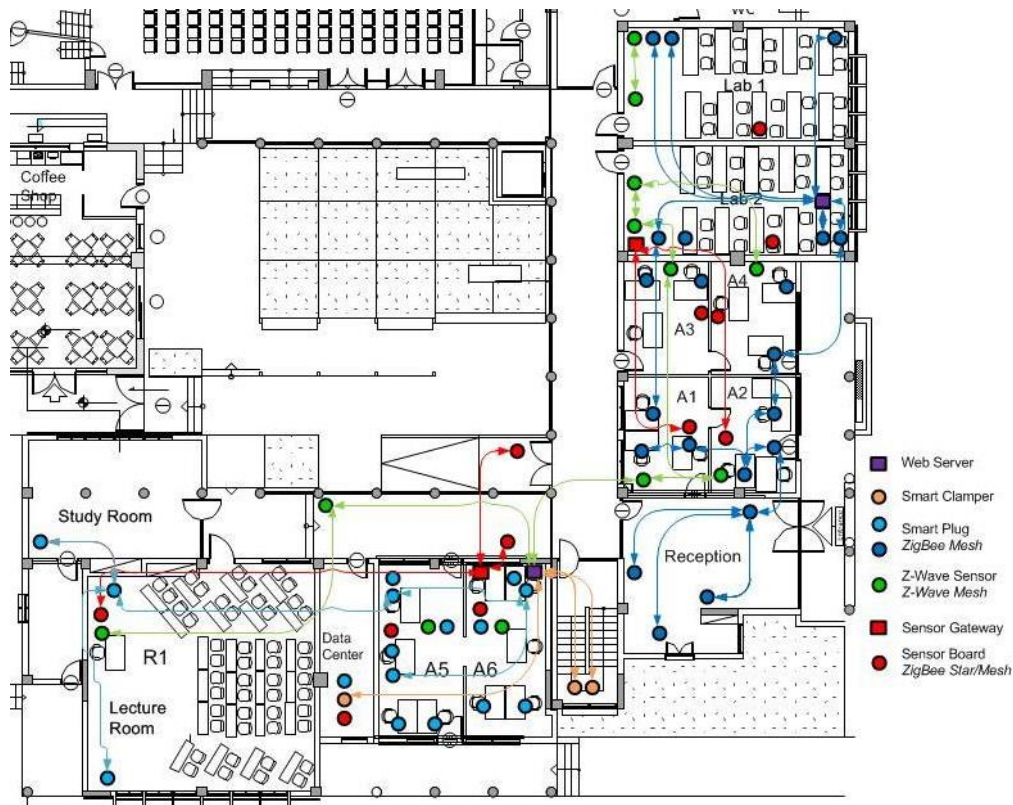 WC
Lab 1
Coffee
Shop
Lab 2
A4
A3
A1
A2
Web Server
Smart Clamper
Smart Plug
ZigBee Mesh
Study Room
Reception
Z-Wave Sensor
Z-Wave Mesh
Sensor Gateway
Data
Center
R1
A5
A6
Sensor Board
ZigBee Star/Mesh
Lecture
Room